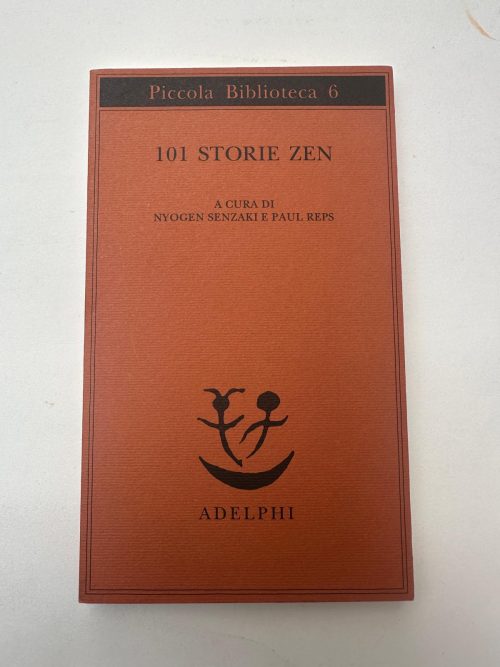 Piccola Biblioteca 6
101 STORIE ZEN
A CURA DI
NYOGEN SENZAKI E PAUL REPS
ADELPHI